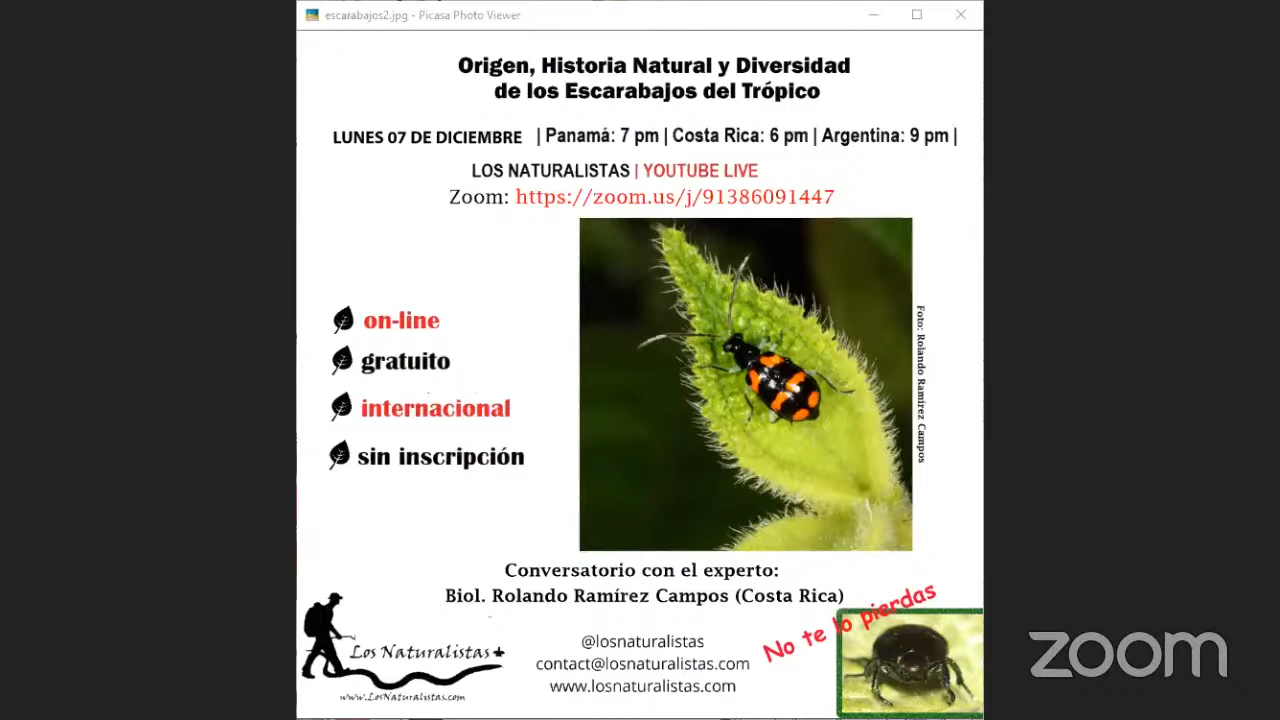 escarabajos2.jpg - Picasa Photo Viewer
Origen, Historia Natural y Diversidad
de los Escarabajos del Trópico
LUNES 07 DE DICIEMBRE | Panamá: 7 pm | Costa Rica: 6 pm | Argentina: 9 pm |
LOS NATURALISTAS | YOUTUBE LIVE
Zoom: https://zoom.us/j/91386091447
on-line
gratuito
internacional
sin inscripción
Foto: Rolando Ramírez Campos
Conversatorio con el experto:
Biol. Rolando Ramírez Campos (Costa Rica)
No te lo pierdas
Los Naturalistas
www.LosNaturalistas.com
@losnaturalistas
contact@losnaturalistas.com
www.losnaturalistas.com
zoom